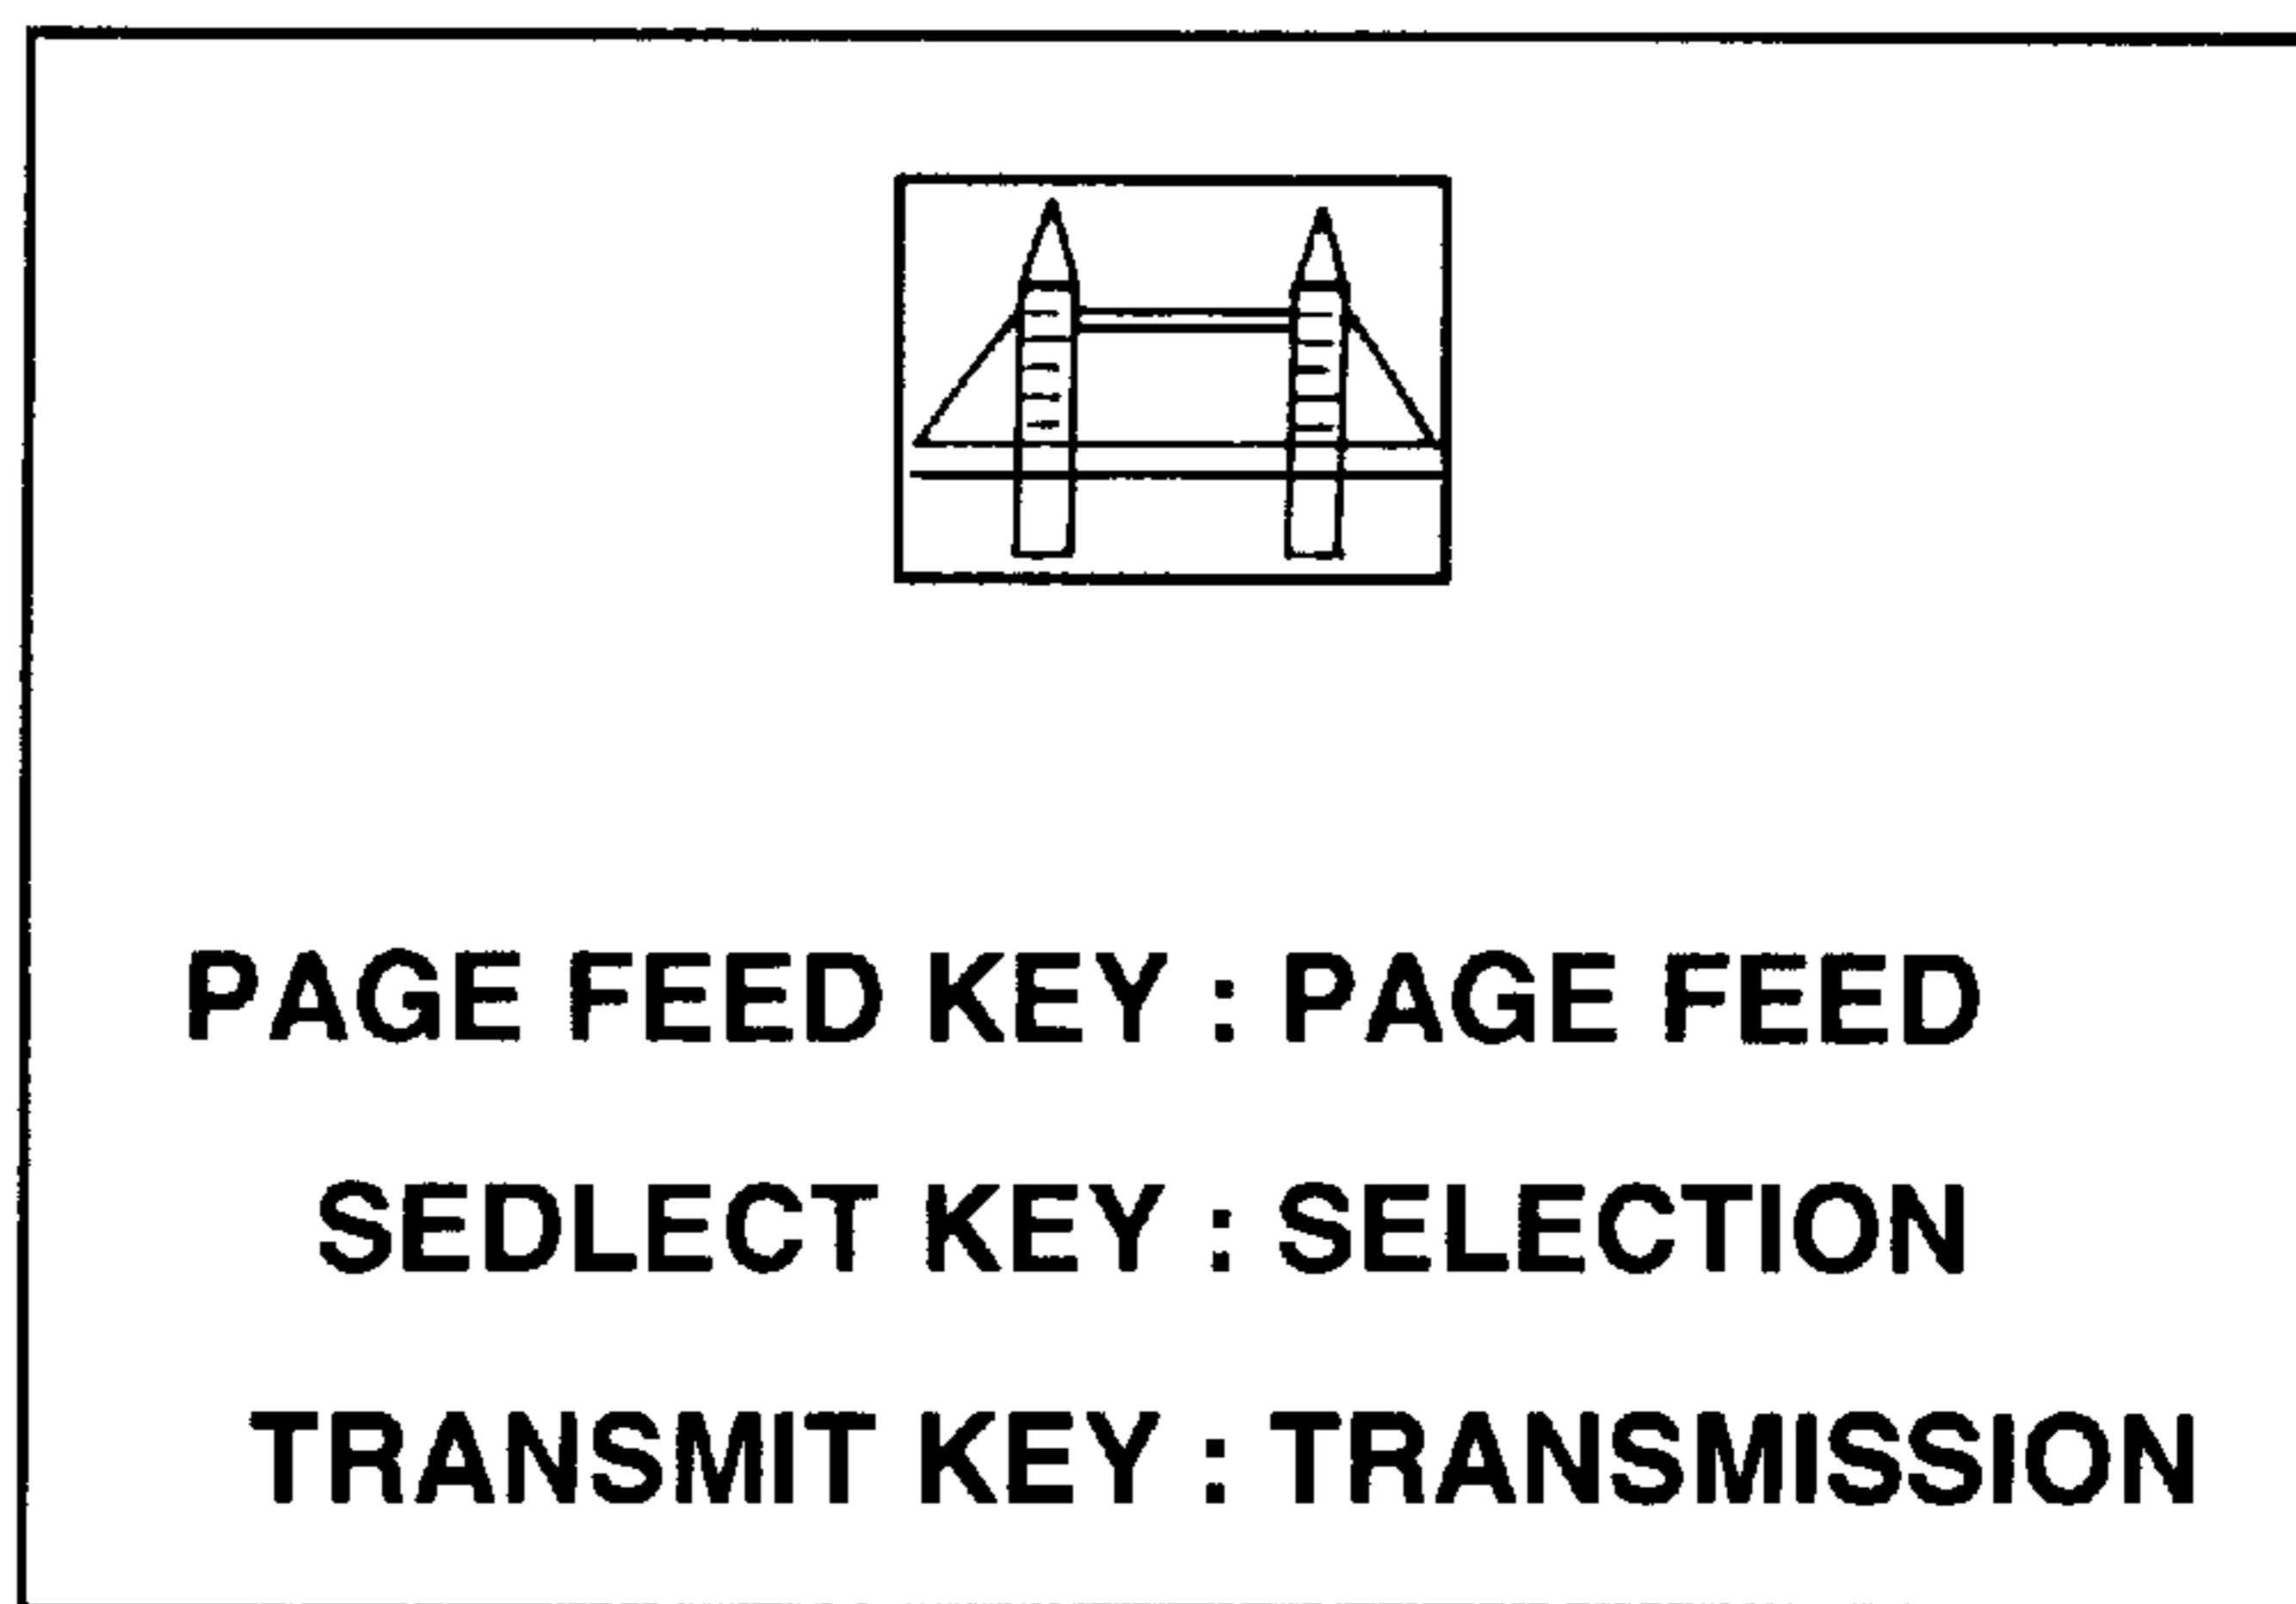 PAGE FEED KEY : PAGE FEED
SEDLECT KEY : SELECTION
TRANSMIT KEY : TRANSMISSION